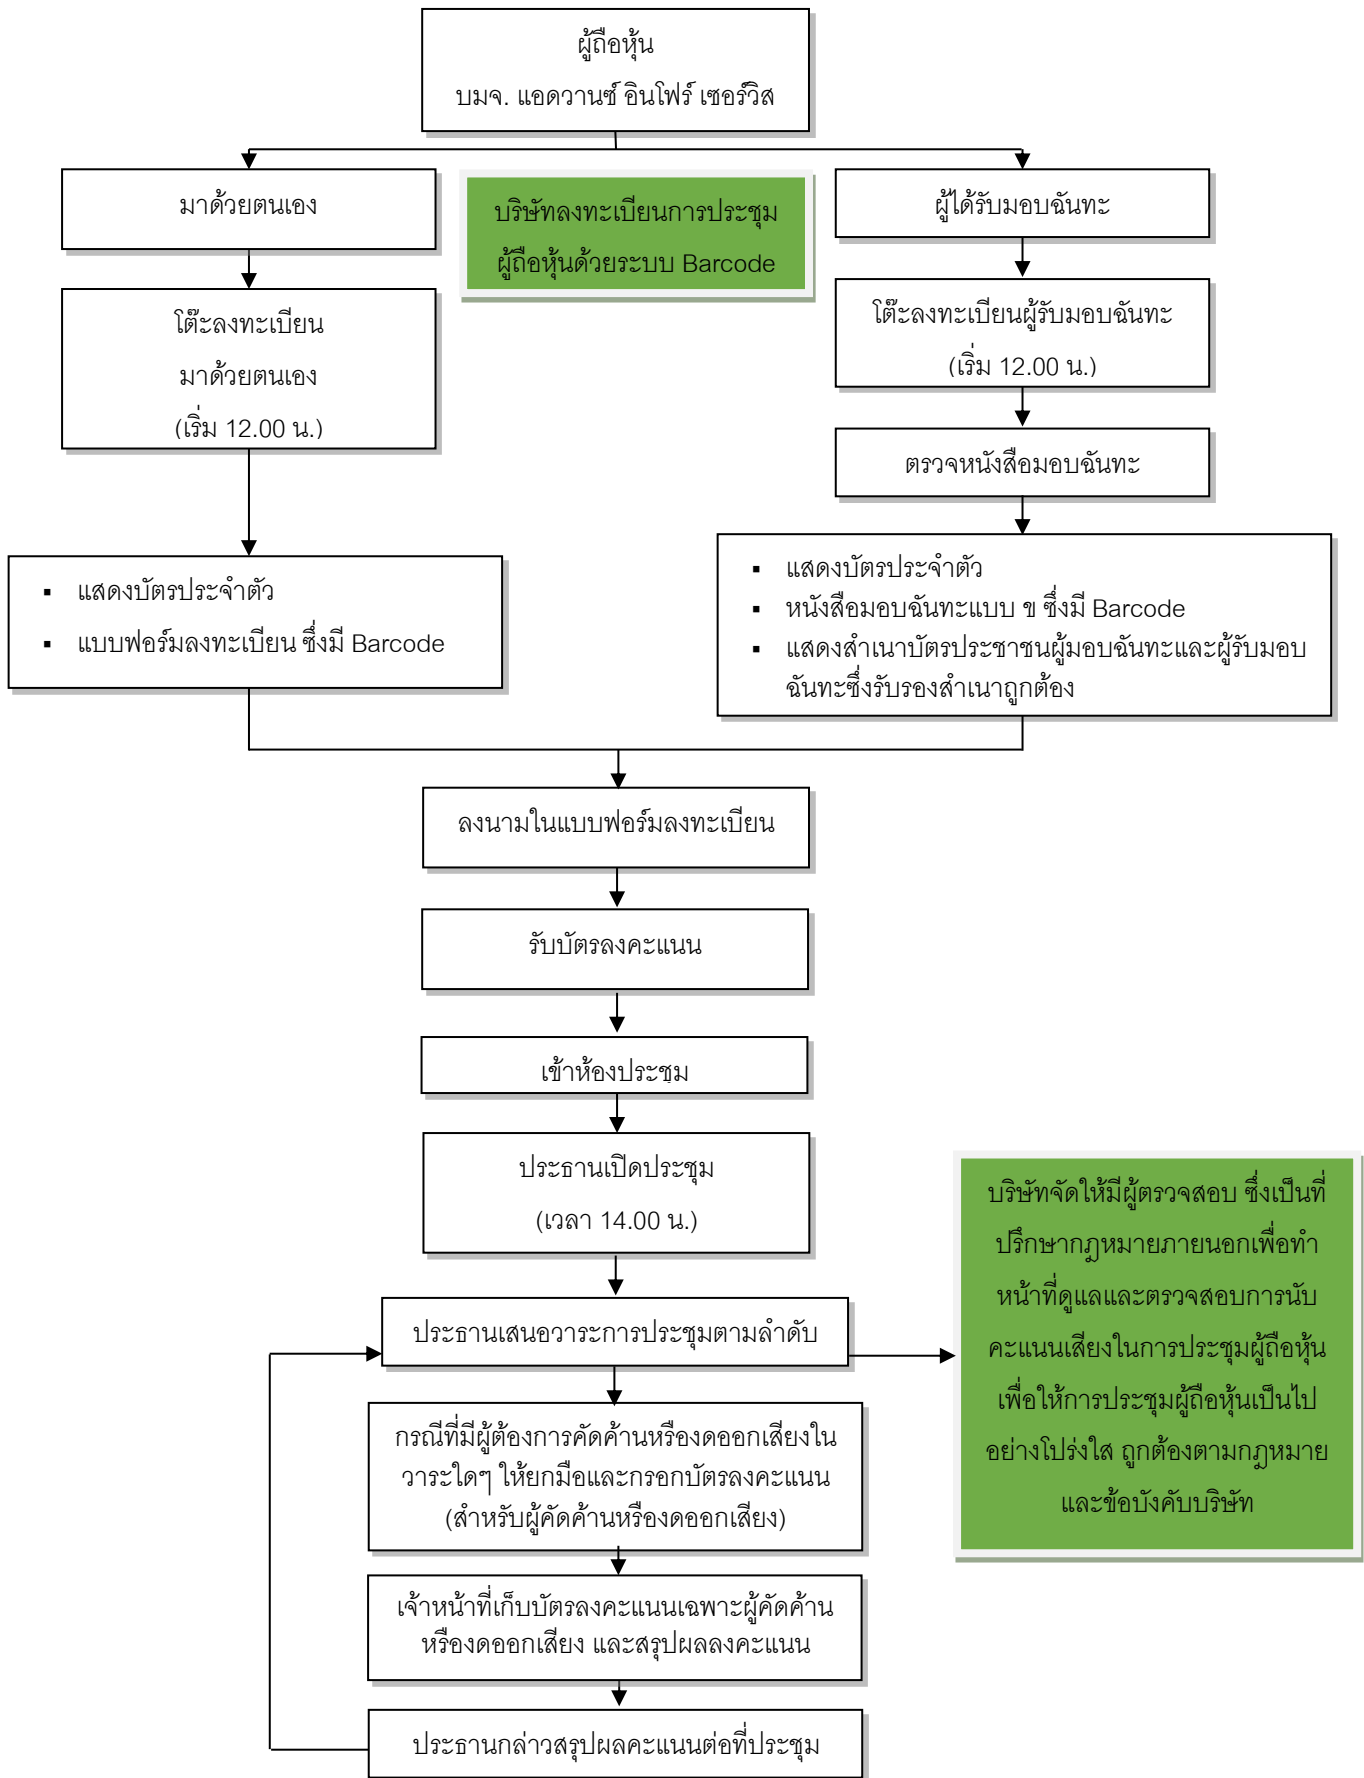 ผู้ถือหุ้น
บมจ. แอดวานซ์ อินโฟร์ เซอร์วิส
มาด้วยตนเอง
บริษัทลงทะเบียนการประชุม
ผู้ถือหุ้นด้วยระบบ Barcode
ผู้ได้รับมอบฉันทะ
โต๊ะลงทะเบียน
มาด้วยตนเอง
(เริ่ม 12.00 น.)
โต๊ะลงทะเบียนผู้รับมอบฉันทะ
(เริ่ม 12.00 น.)
ตรวจหนังสือมอบฉันทะ
▪ แสดงบัตรประจำตัว
▪ แบบฟอร์มลงทะเบียน ซึ่งมี Barcode
▪ แสดงบัตรประจำตัว
▪ หนังสือมอบฉันทะแบบ ข ซึ่งมี Barcode
▪ แสดงสำเนาบัตรประชาชนผู้มอบฉันทะและผู้รับมอบ
ฉันทะซึ่งรับรองสำเนาถูกต้อง
ลงนามในแบบฟอร์มลงทะเบียน
รับบัตรลงคะแนน
เข้าห้องประชุม
ประธานเปิดประชุม
(เวลา 14.00 น.)
ประธานเสนอวาระการประชุมตามลำดับ
บริษัทจัดให้มีผู้ตรวจสอบ ซึ่งเป็นที่
ปรึกษากฎหมายภายนอกเพื่อทำ
หน้าที่ดูแลและตรวจสอบการนับ
คะแนนเสียงในการประชุมผู้ถือหุ้น
เพื่อให้การประชุมผู้ถือหุ้นเป็นไป
อย่างโปร่งใส ถูกต้องตามกฎหมาย
และข้อบังคับบริษัท
กรณีที่มีผู้ต้องการคัดค้านหรืองดออกเสียงใน
วาระใดๆ ให้ยกมือและกรอกบัตรลงคะแนน
(สำหรับผู้คัดค้านหรืองดออกเสียง)
เจ้าหน้าที่เก็บบัตรลงคะแนนเฉพาะผู้คัดค้าน
หรืองดออกเสียง และสรุปผลลงคะแนน
ประธานกล่าวสรุปผลคะแนนต่อที่ประชุม